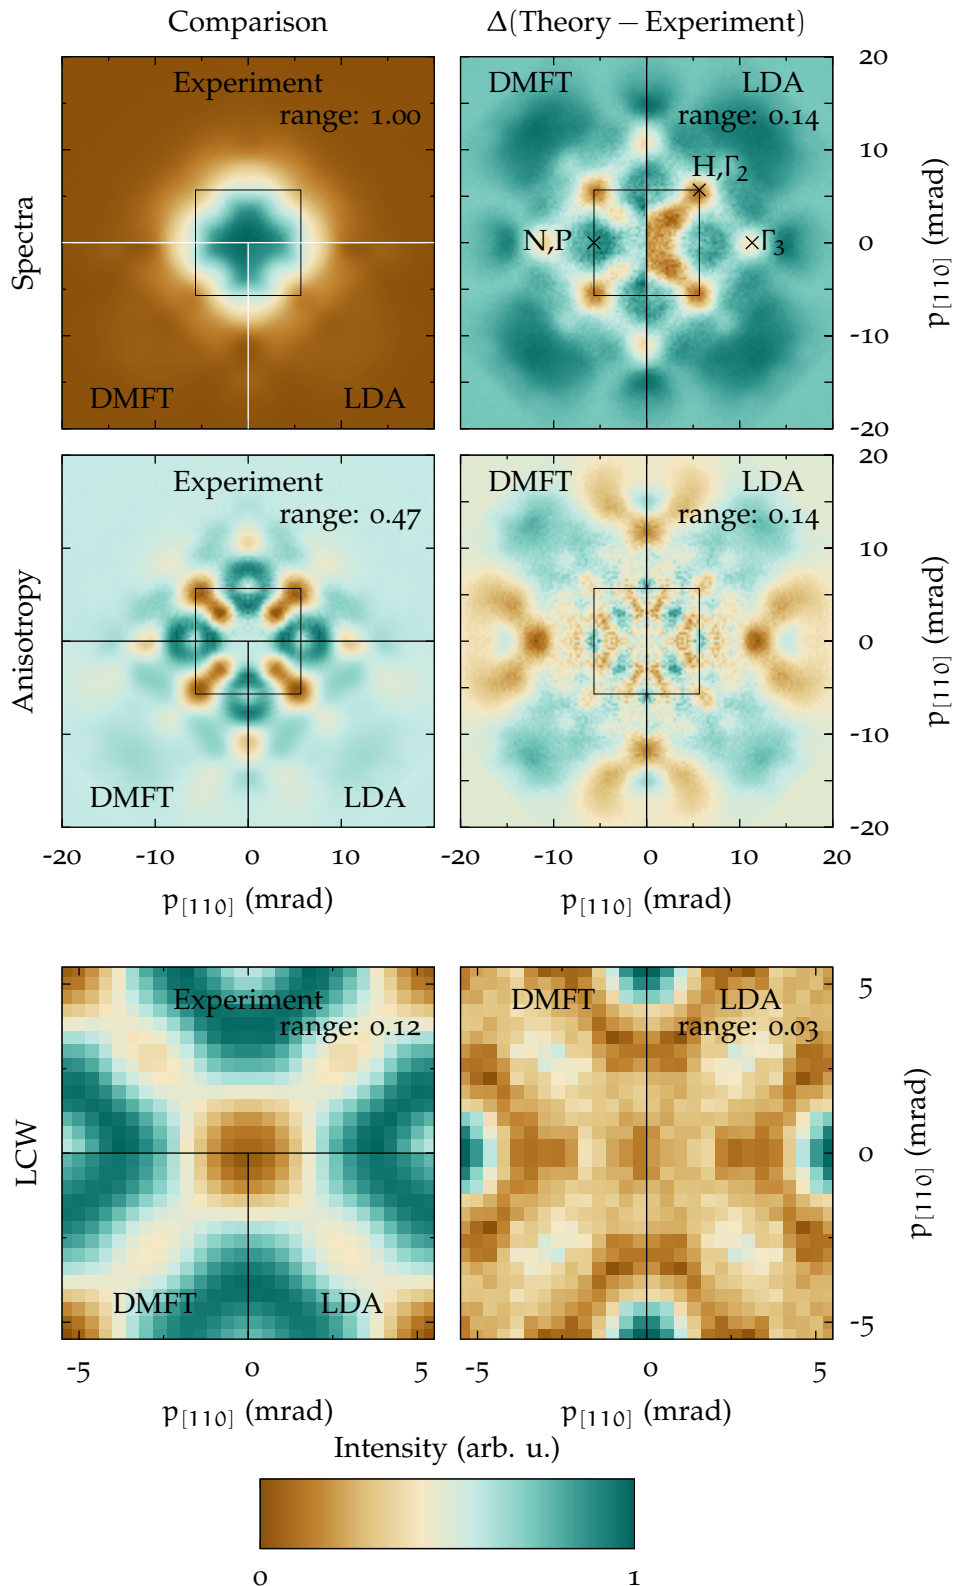 Comparison Δ(Theory − Experiment)
Experiment
range: 1.00
DMFT LDA
Spectra
DMFT LDA
range: 0.14
H,Γ2
N,P Γ3
20
10
0
-10
-20
p[110] (mrad)
Experiment
range: 0.47
DMFT LDA
Anisotropy
DMFT LDA
range: 0.14
20
10
0
-10
-20
p[110] (mrad)
-20 -10 0 10 -20 -10 0 10 20
p[110] (mrad) p[110] (mrad)
Experiment
range: 0.12
DMFT LDA
LCW
DMFT LDA
range: 0.03
5
0
-5
p[110] (mrad)
-5 0 5 -5 0 5
p[110] (mrad) p[110] (mrad)
Intensity (arb. u.)
0 1